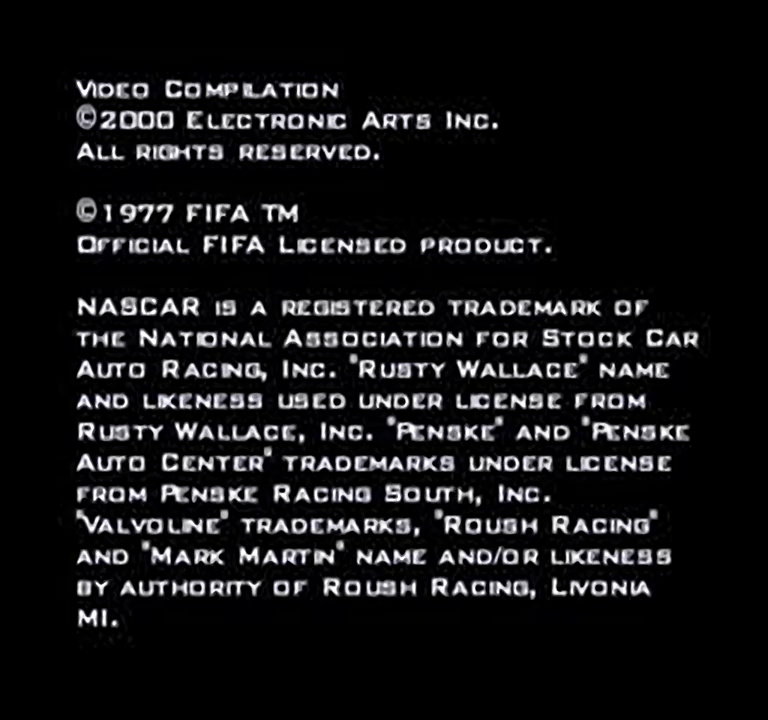 Video Compilation
©2000 Electronic Arts Inc.
All rights reserved.
©1977 FIFA TM
Official FIFA Licensed product.
NASCAR is a registered trademark of
the National Association for Stock Car
Auto Racing, Inc. "Rusty Wallace" name
and likeness used under license from
Rusty Wallace, Inc. "Penske" and "Penske
Auto Center" trademarks under license
from Penske Racing South, Inc.
"Valvoline" trademarks, "Roush Racing"
and "Mark Martin" name and/or likeness
by authority of Roush Racing, Livonia
MI.